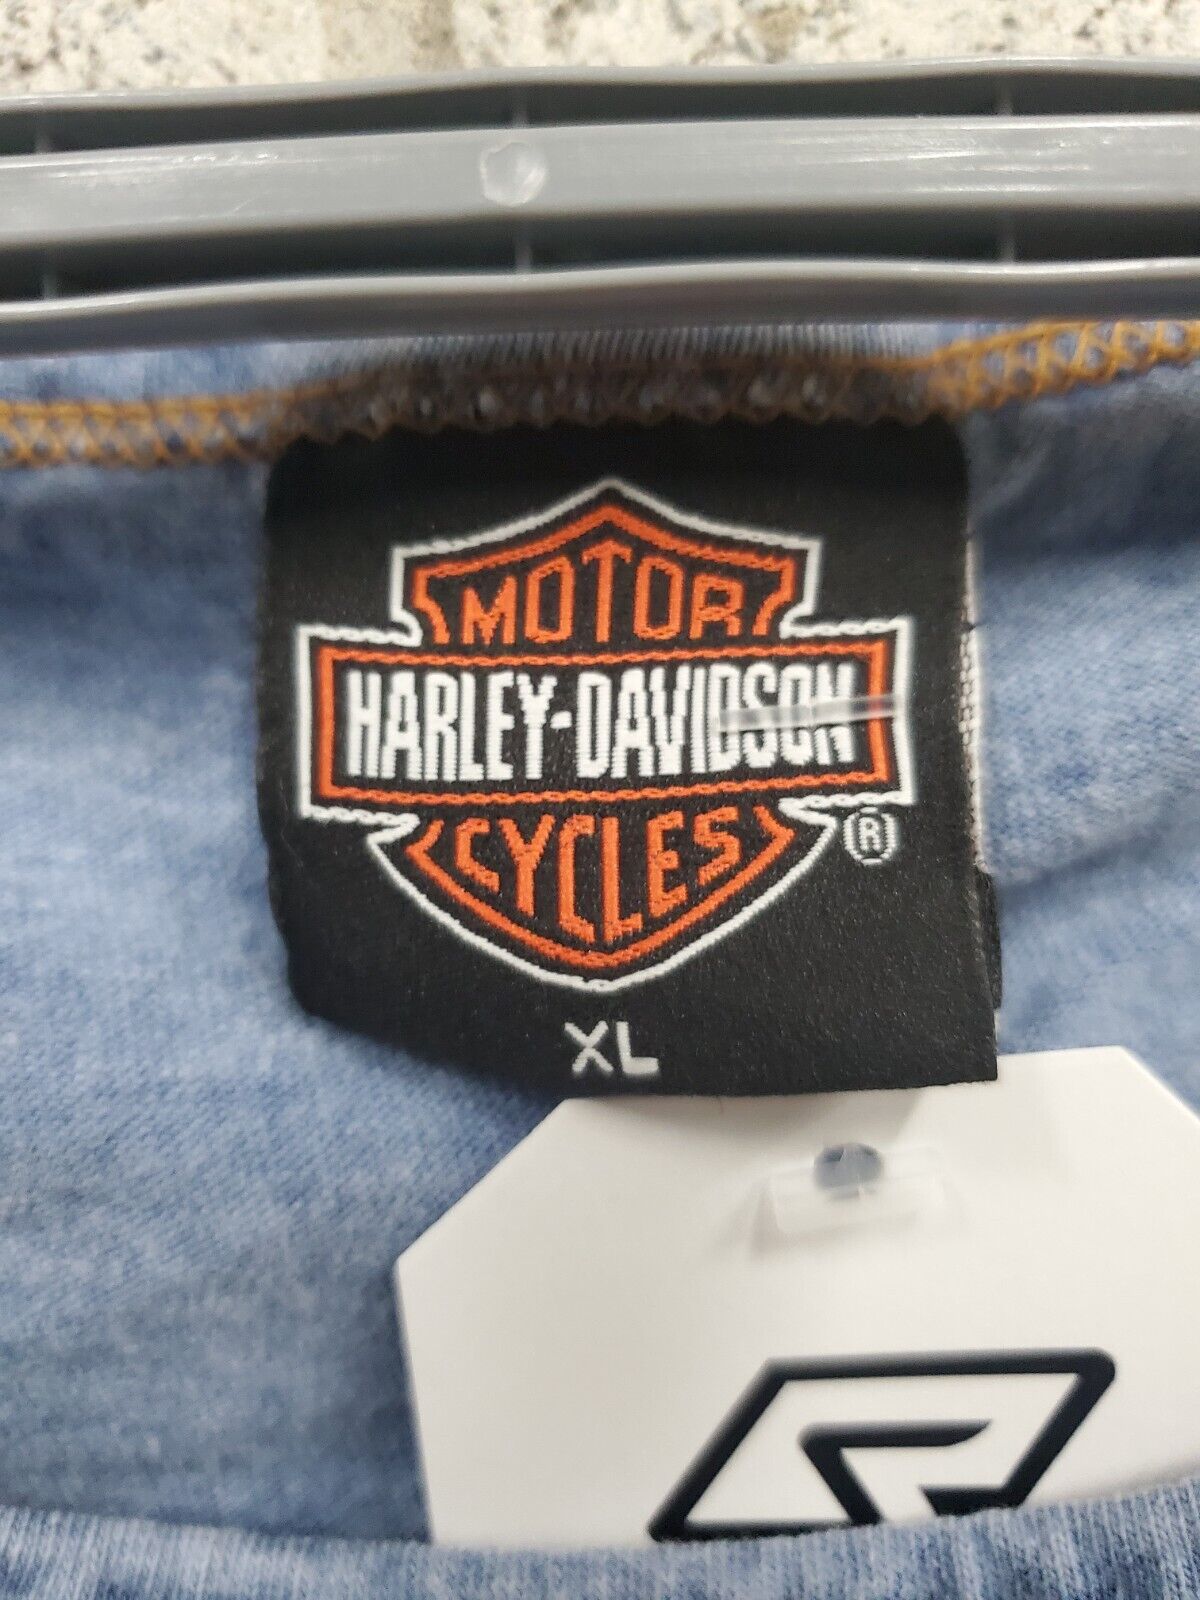 MOTOR
HARLEY-DAVIDSON
CYCLES
®
XL